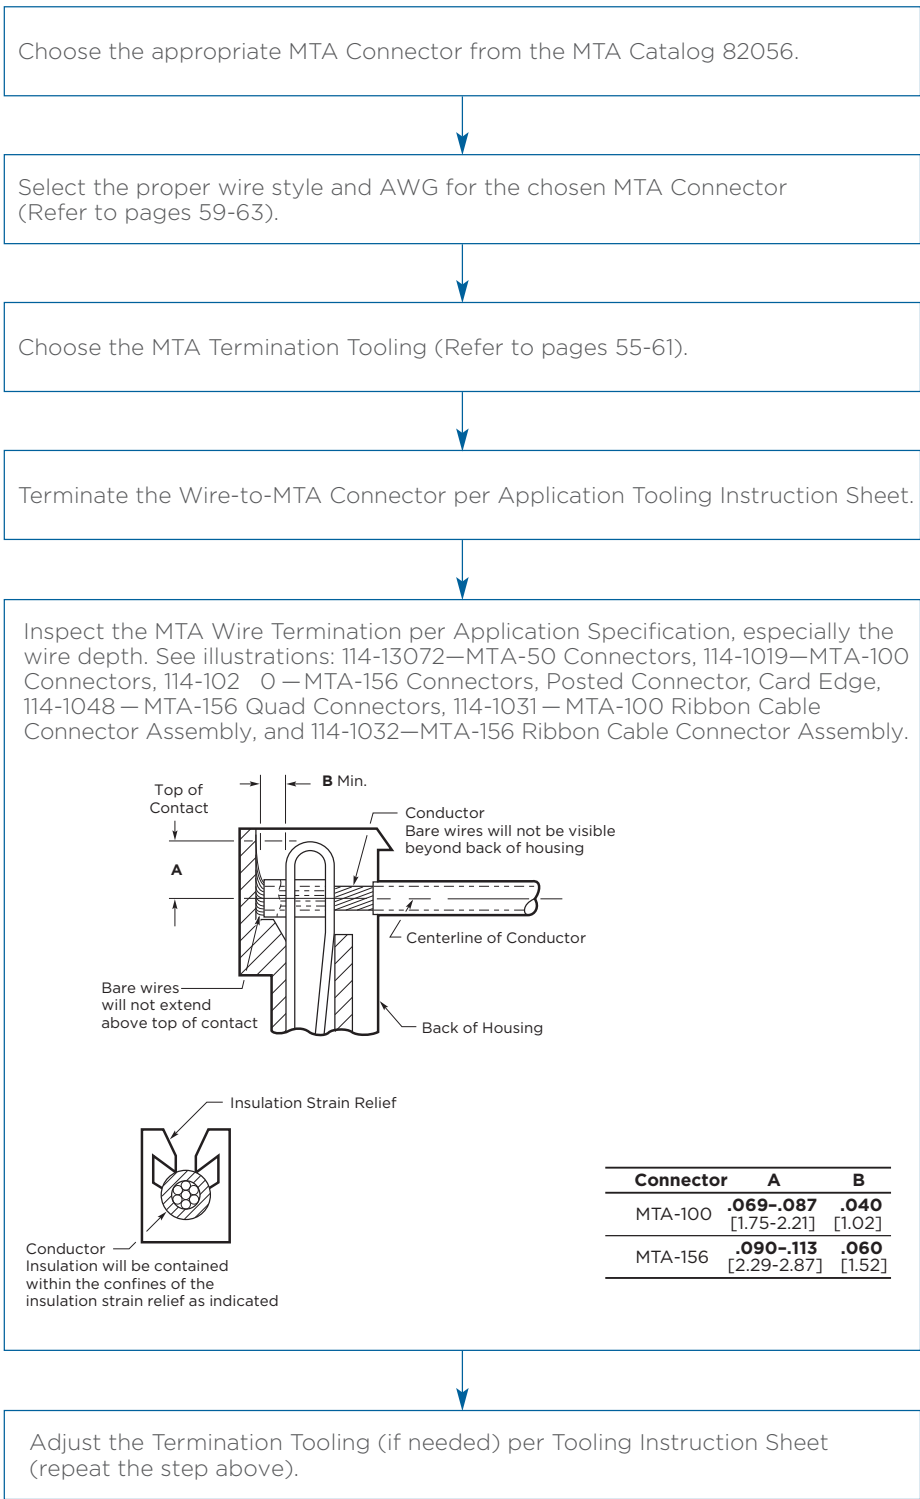 Choose the appropriate MTA Connector from the MTA Catalog 82056.
Select the proper wire style and AWG for the chosen MTA Connector
(Refer to pages 59-63).
Choose the MTA Termination Tooling (Refer to pages 55-61).
Terminate the Wire-to-MTA Connector per Application Tooling Instruction Sheet.
Inspect the MTA Wire Termination per Application Specification, especially the
wire depth. See illustrations: 114-13072—MTA-50 Connectors, 114-1019—MTA-100
Connectors, 114-102 0 — MTA-156 Connectors, Posted Connector, Card Edge,
114-1048 — MTA-156 Quad Connectors, 114-1031 — MTA-100 Ribbon Cable
Connector Assembly, and 114-1032—MTA-156 Ribbon Cable Connector Assembly.
Top of
Contact
B Min.
A
Conductor
Bare wires will not be visible
beyond back of housing
Centerline of Conductor
Bare wires
will not extend
above top of contact
Back of Housing
Insulation Strain Relief
Conductor
Insulation will be contained
within the confines of the
insulation strain relief as indicated
Connector A B
MTA-100 .069–.087 .040
[1.75-2.21] [1.02]
MTA-156 .090–.113 .060
[2.29-2.87] [1.52]
Adjust the Termination Tooling (if needed) per Tooling Instruction Sheet
(repeat the step above).